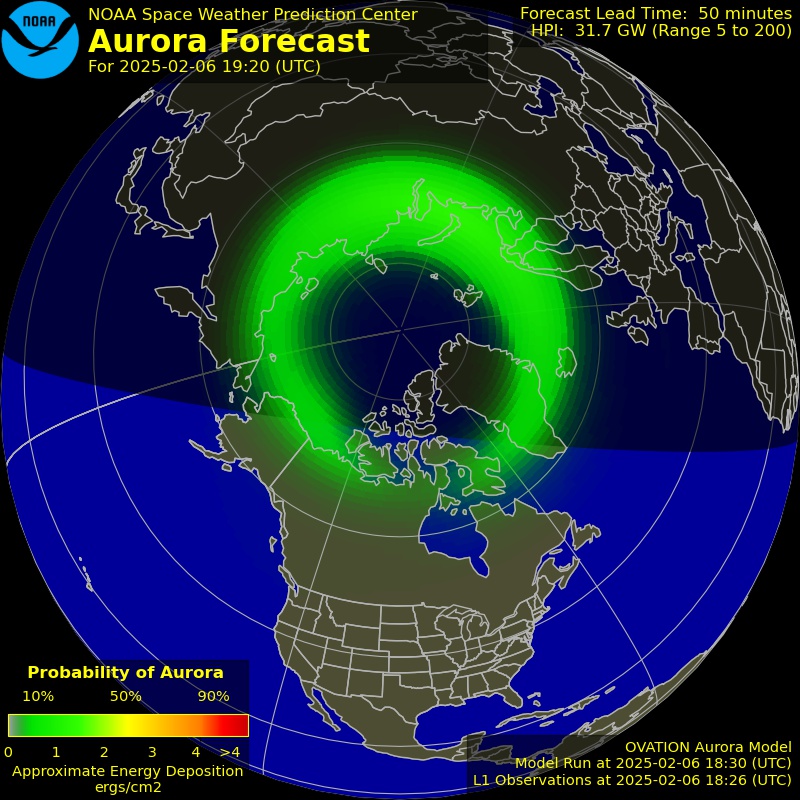 NOAA
NOAA Space Weather Prediction Center
Aurora Forecast
For 2025-02-06 19:20 (UTC)
Forecast Lead Time: 50 minutes
HPI: 31.7 GW (Range 5 to 200)
Probability of Aurora
10% 50% 90%
0 1 2 3 4 >4
Approximate Energy Deposition
ergs/cm2
OVATION Aurora Model
Model Run at 2025-02-06 18:30 (UTC)
L1 Observations at 2025-02-06 18:26 (UTC)